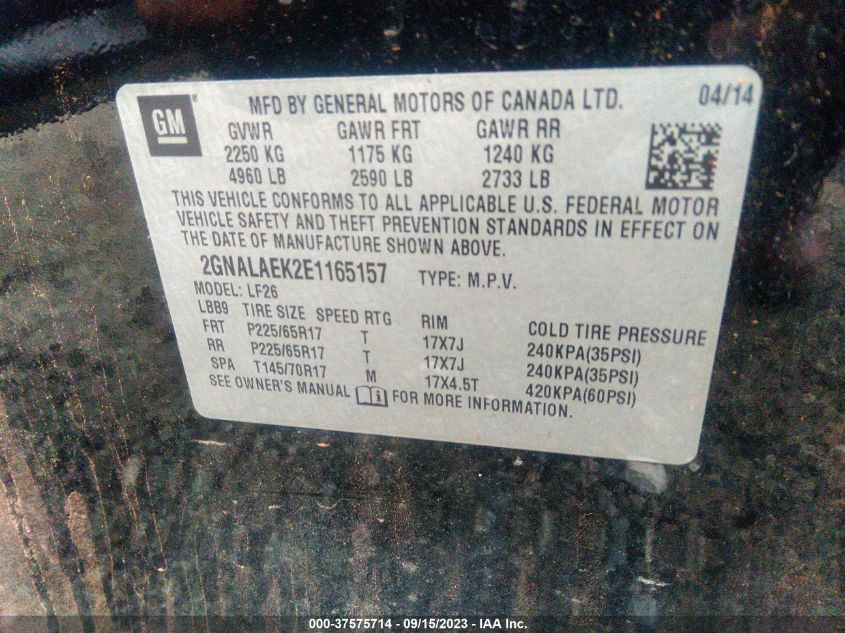 GM ® MFD BY GENERAL MOTORS OF CANADA LTD. 04/14
GVWR GAWR FRT GAWR RR
2250 KG 1175 KG 1240 KG
4960 LB 2590 LB 2733 LB
THIS VEHICLE CONFORMS TO ALL APPLICABLE U.S. FEDERAL MOTOR
VEHICLE SAFETY AND THEFT PREVENTION STANDARDS IN EFFECT ON
THE DATE OF MANUFACTURE SHOWN ABOVE.
2GNALAEK2E1165157 TYPE: M.P.V.
MODEL: LF26
LBB9 TIRE SIZE SPEED RTG RIM COLD TIRE PRESSURE
FRT P225/65R17 T 17X7J 240KPA(35PSI)
RR P225/65R17 T 17X7J 240KPA(35PSI)
SPA T145/70R17 M 17X4.5T 420KPA(60PSI)
SEE OWNER'S MANUAL i FOR MORE INFORMATION.
000-37575714 - 09/15/2023 - IAA Inc.